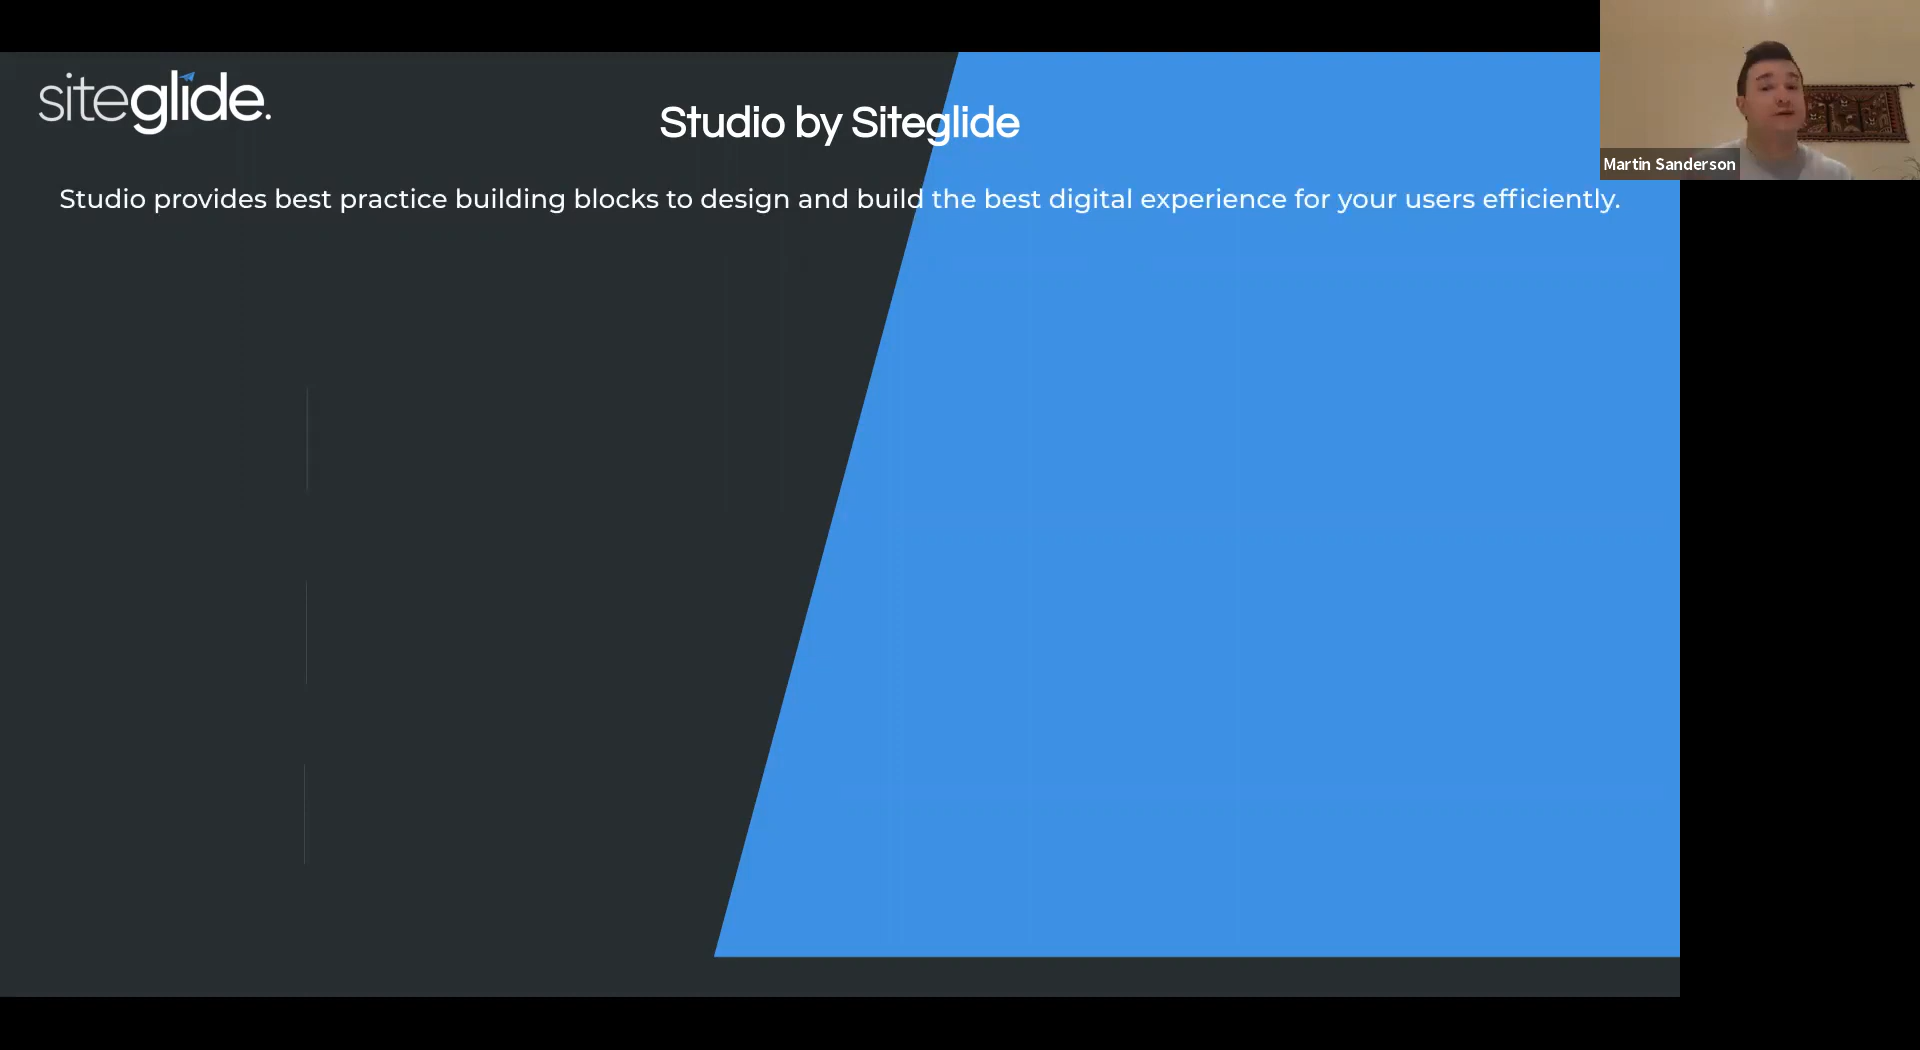 siteglide.
Studio by Siteglide
Martin Sanderson
Studio provides best practice building blocks to design and build the best digital experience for your users efficiently.